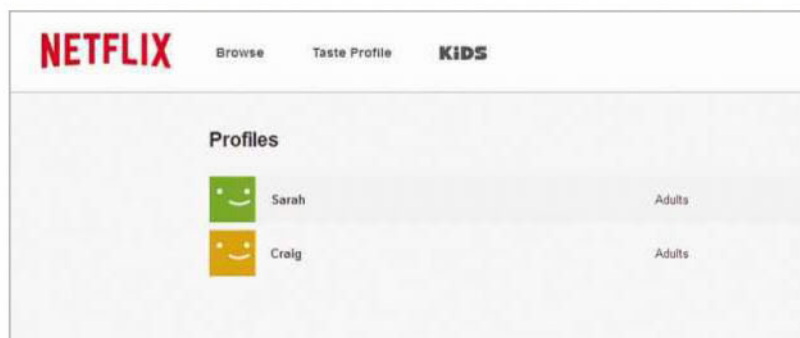 NETFLIX Browse Taste Profile KiDS
Profiles
Sarah Adults
Craig Adults